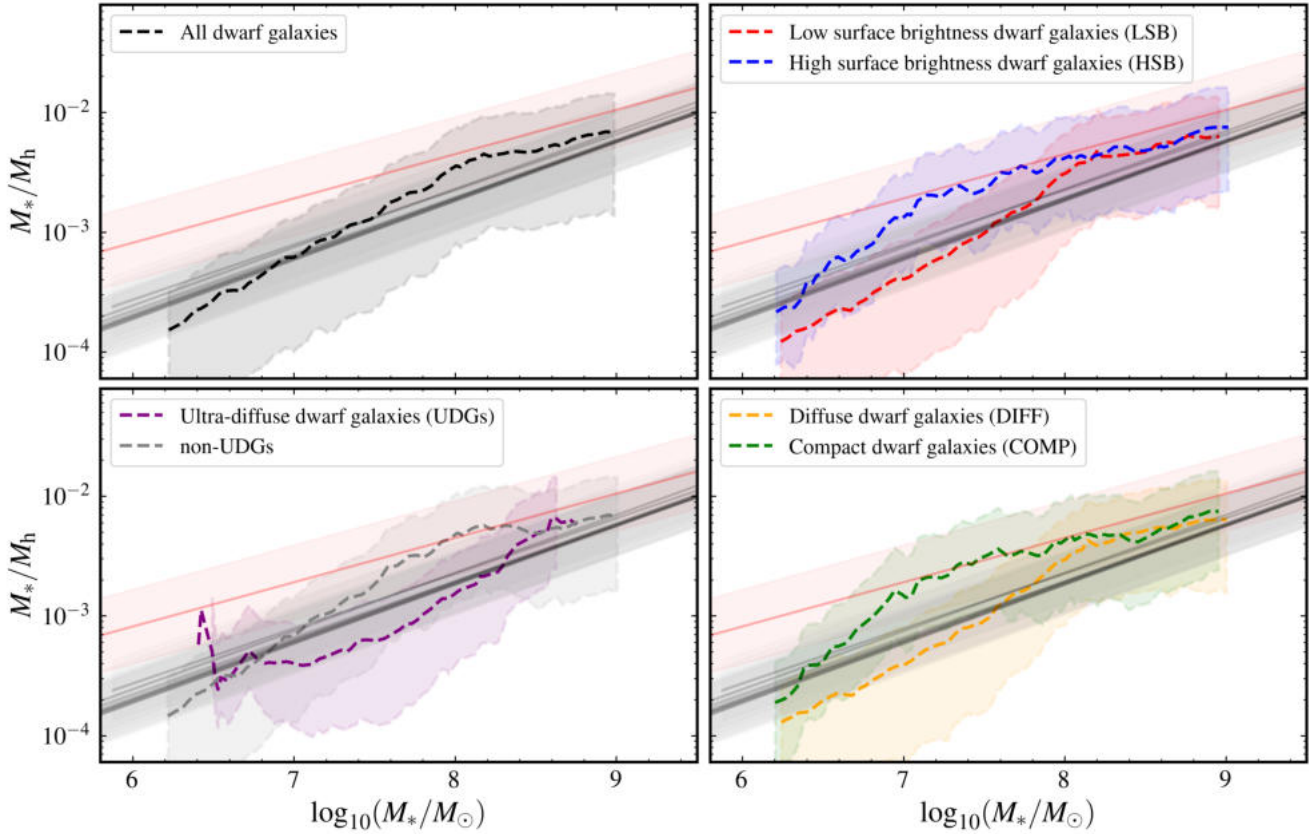 All dwarf galaxies
Low surface brightness dwarf galaxies (LSB)
High surface brightness dwarf galaxies (HSB)
10⁻²
10⁻³
10⁻⁴
M*/Mh
Ultra-diffuse dwarf galaxies (UDGs)
non-UDGs
Diffuse dwarf galaxies (DIFF)
Compact dwarf galaxies (COMP)
10⁻²
10⁻³
10⁻⁴
M*/Mh
6 7 8 9
6 7 8 9
log₁₀(M*/M⊙)
log₁₀(M*/M⊙)